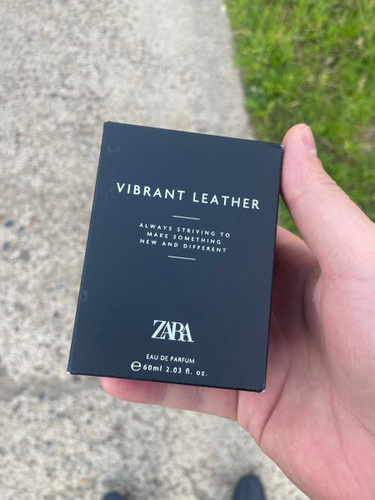 VIBRANT LEATHER
ALWAYS STRIVING TO
MAKE SOMETHING
NEW AND DIFFERENT
ZARA
EAU DE PARFUM
℮60ml 2.03 fl. oz.